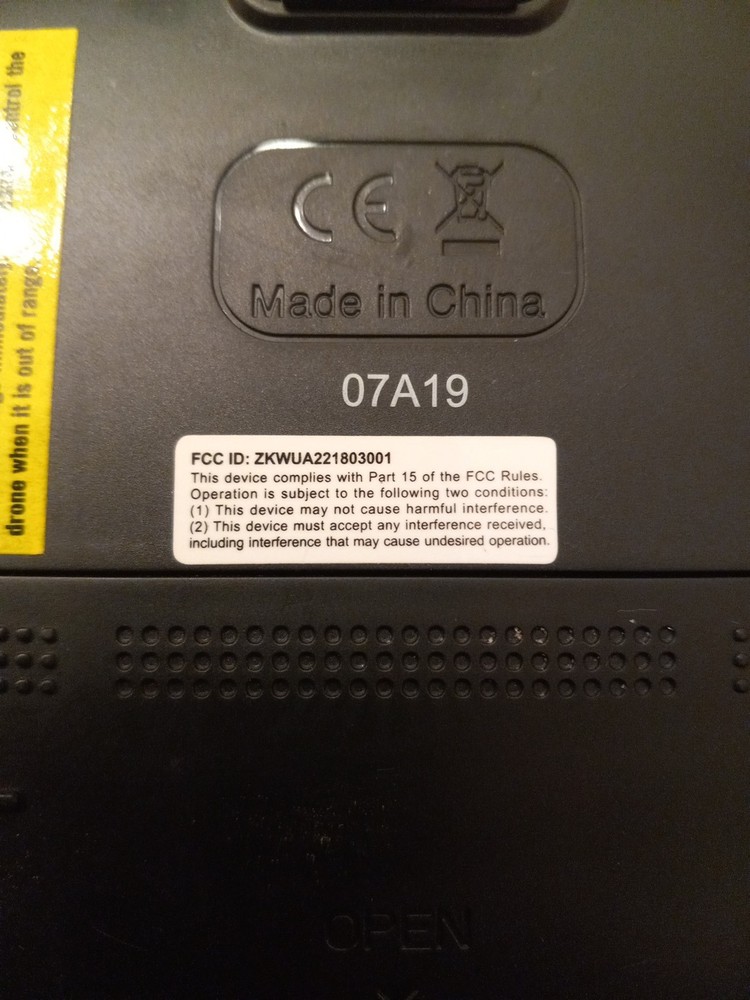 CE
Made in China
07A19
FCC ID: ZKWUA221803001
This device complies with Part 15 of the FCC Rules.
Operation is subject to the following two conditions:
(1) This device may not cause harmful interference.
(2) This device must accept any interference received,
including interference that may cause undesired operation.
OPEN
control the
drone when it is out of range